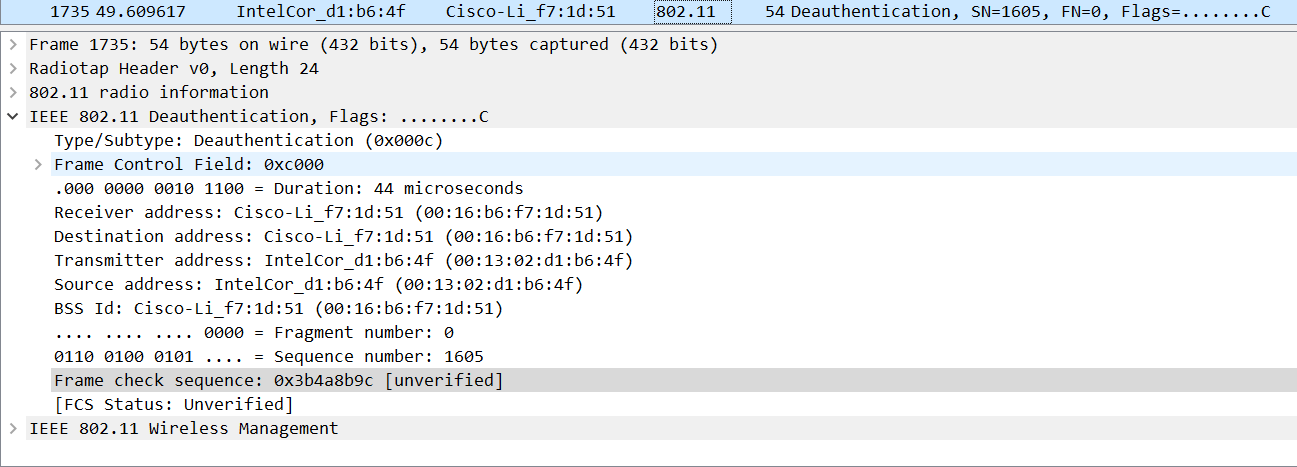 1735 49.609617 IntelCor_d1:b6:4f Cisco-Li_f7:1d:51 802.11 54 Deauthentication, SN=1605, FN=0, Flags=........C
Frame 1735: 54 bytes on wire (432 bits), 54 bytes captured (432 bits)
Radiotap Header v0, Length 24
802.11 radio information
IEEE 802.11 Deauthentication, Flags: ........C
Type/Subtype: Deauthentication (0x000c)
Frame Control Field: 0xc000
.000 0000 0010 1100 = Duration: 44 microseconds
Receiver address: Cisco-Li_f7:1d:51 (00:16:b6:f7:1d:51)
Destination address: Cisco-Li_f7:1d:51 (00:16:b6:f7:1d:51)
Transmitter address: IntelCor_d1:b6:4f (00:13:02:d1:b6:4f)
Source address: IntelCor_d1:b6:4f (00:13:02:d1:b6:4f)
BSS Id: Cisco-Li_f7:1d:51 (00:16:b6:f7:1d:51)
.... .... .... 0000 = Fragment number: 0
0110 0100 0101 .... = Sequence number: 1605
Frame check sequence: 0x3b4a8b9c [unverified]
[FCS Status: Unverified]
IEEE 802.11 Wireless Management